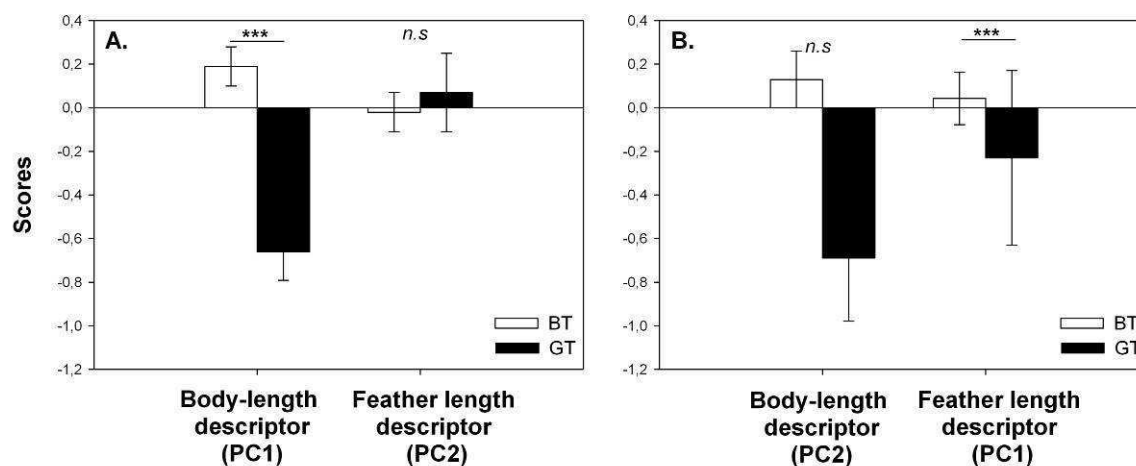 A.
***
n.s
0,4
0,2
0,0
-0,2
-0,4
-0,6
-0,8
-1,0
-1,2
Scores
BT
GT
Body-length
descriptor
(PC1)
Feather length
descriptor
(PC2)
B.
n.s
***
0,4
0,2
0,0
-0,2
-0,4
-0,6
-0,8
-1,0
-1,2
BT
GT
Body-length
descriptor
(PC2)
Feather length
descriptor
(PC1)